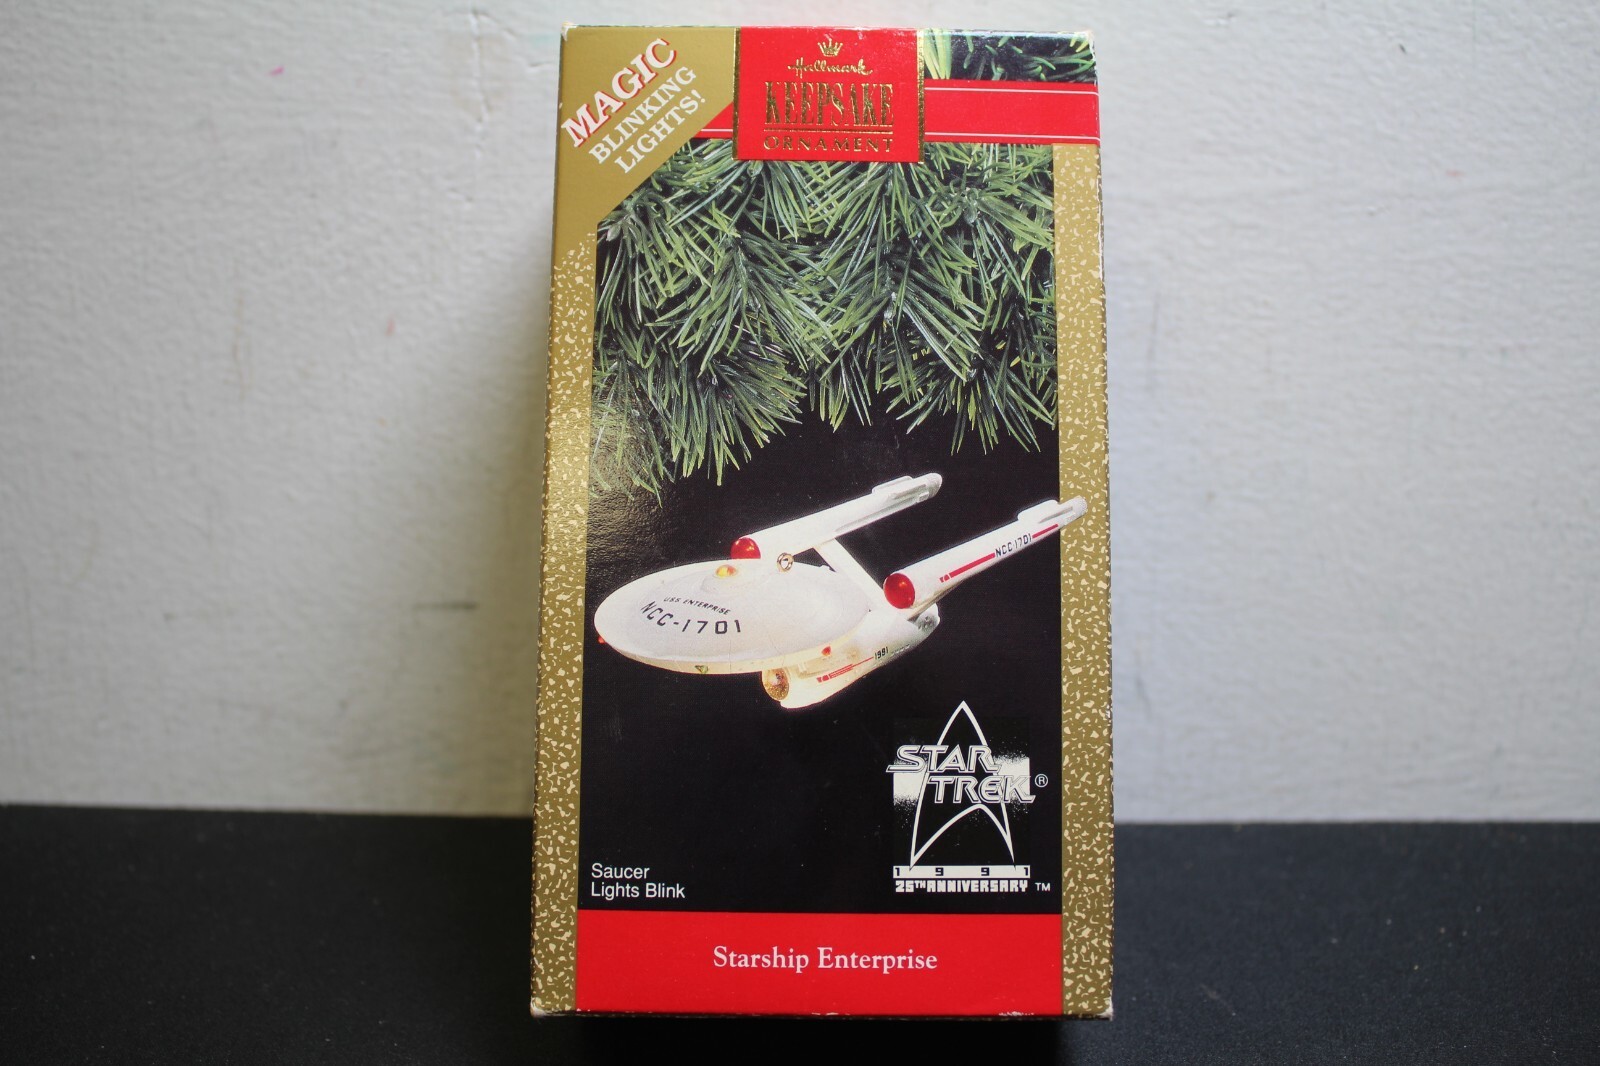 MAGIC
BLINKING
LIGHTS!
Hallmark
KEEPSAKE
ORNAMENT
USS ENTERPRISE
NCC-1701
NCC-1701
1991
STAR
TREK®
1991
25TH ANNIVERSARY ™
Saucer
Lights Blink
Starship Enterprise